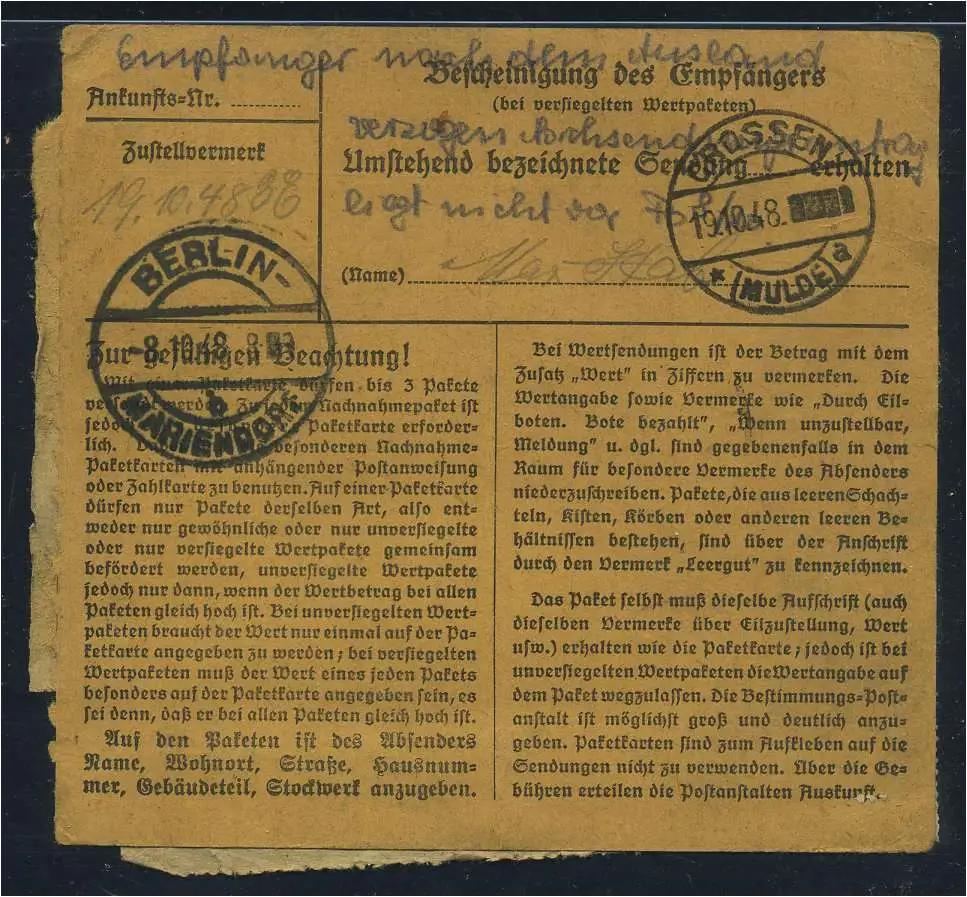 Empfänger nach dem Ausland
Ankunfts-Nr.
Bescheinigung des Empfängers
(bei versiegelten Wertpaketen)
verzogen Nachsendung
Zustellvermerk
Umstehend bezeichnete Sendung erhalten
19.10.48
liegt nicht vor
(Name)
ROSSEN
19.10.48.
(MULDE) a
BERLIN-
-8.10.48.
b
MARIENDORF
Zur gefälligen Beachtung!
Mit einer Paketkarte dürfen bis 3 Pakete
versendet werden. Zu jedem Nachnahmepaket ist
jedoch Paketkarte erforder-
lich. besonderen Nachnahme-
Paketkarten mit anhängender Postanweisung
oder Zahlkarte zu benutzen. Auf einer Paketkarte
dürfen nur Pakete derselben Art, also ent-
weder nur gewöhnliche oder nur unversiegelte
oder nur versiegelte Wertpakete gemeinsam
befördert werden, unversiegelte Wertpakete
jedoch nur dann, wenn der Wertbetrag bei allen
Paketen gleich hoch ist. Bei unversiegelten Wert-
paketen braucht der Wert nur einmal auf der Pa-
ketkarte angegeben zu werden; bei versiegelten
Wertpaketen muß der Wert eines jeden Pakets
besonders auf der Paketkarte angegeben sein, es
sei denn, daß er bei allen Paketen gleich hoch ist.
Auf den Paketen ist des Absenders
Name, Wohnort, Straße, Hausnum-
mer, Gebäudeteil, Stockwerk anzugeben.
Bei Wertsendungen ist der Betrag mit dem
Zusatz „Wert" in Ziffern zu vermerken. Die
Wertangabe sowie Vermerke wie „Durch Eil-
boten. Bote bezahlt", „Wenn unzustellbar,
Meldung" u. dgl. sind gegebenenfalls in dem
Raum für besondere Vermerke des Absenders
niederzuschreiben. Pakete, die aus leeren Schach-
teln, Kisten, Körben oder anderen leeren Be-
hältnissen bestehen, sind über der Anschrift
durch den Vermerk „Leergut" zu kennzeichnen.
Das Paket selbst muß dieselbe Aufschrift (auch
dieselben Vermerke über Eilzustellung, Wert
usw.) erhalten wie die Paketkarte; jedoch ist bei
unversiegelten Wertpaketen die Wertangabe auf
dem Paket wegzulassen. Die Bestimmungs-Post-
anstalt ist möglichst groß und deutlich anzu-
geben. Paketkarten sind zum Aufkleben auf die
Sendungen nicht zu verwenden. Über die Ge-
bühren erteilen die Postanstalten Auskunft.